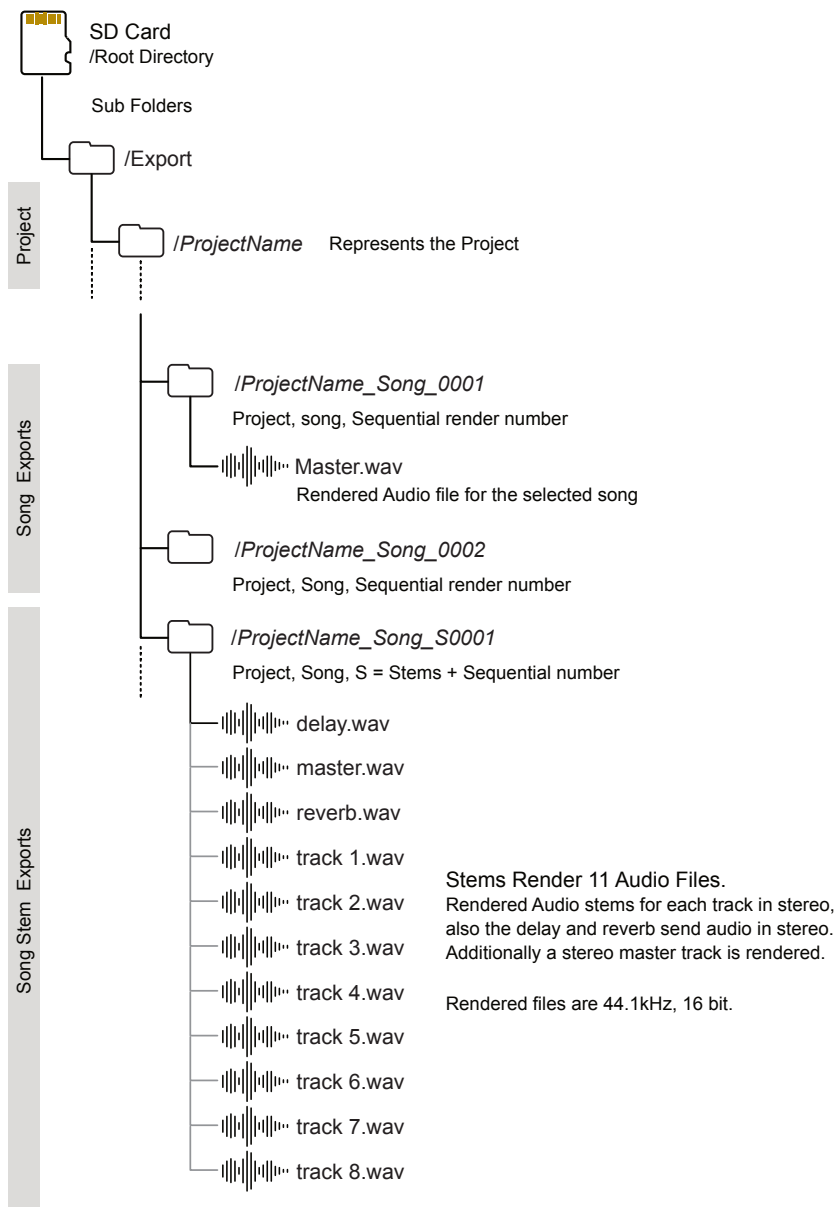 SD Card
/Root Directory
Sub Folders
/Export
Project
/ProjectName Represents the Project
Song Exports
/ProjectName_Song_0001
Project, song, Sequential render number
Master.wav
Rendered Audio file for the selected song
/ProjectName_Song_0002
Project, Song, Sequential render number
Song Stem Exports
/ProjectName_Song_S0001
Project, Song, S = Stems + Sequential number
delay.wav
master.wav
reverb.wav
track 1.wav
track 2.wav
track 3.wav
track 4.wav
track 5.wav
track 6.wav
track 7.wav
track 8.wav
Stems Render 11 Audio Files.
Rendered Audio stems for each track in stereo,
also the delay and reverb send audio in stereo.
Additionally a stereo master track is rendered.
Rendered files are 44.1kHz, 16 bit.